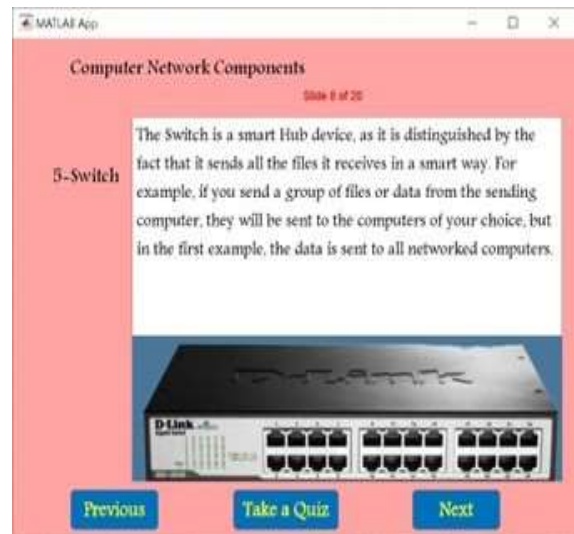 MATLAB App
Computer Network Components
Slide 8 of 20
5-Switch
The Switch is a smart Hub device, as it is distinguished by the
fact that it sends all the files it receives in a smart way. For
example, if you send a group of files or data from the sending
computer, they will be sent to the computers of your choice, but
in the first example, the data is sent to all networked computers.
D-Link
D-Link
Previous
Take a Quiz
Next